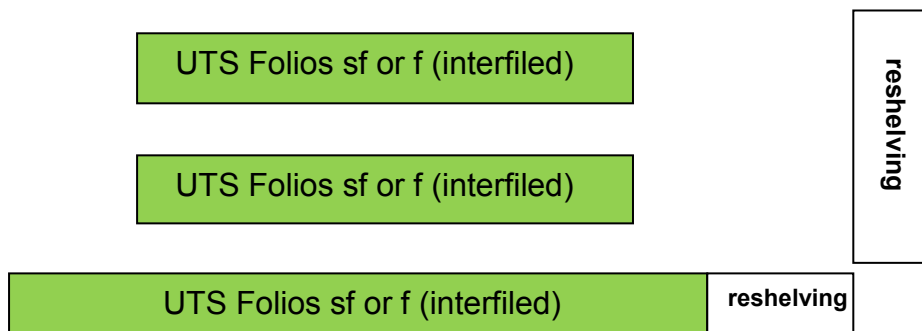 UTS Folios sf or f (interfiled)
reshelving
UTS Folios sf or f (interfiled)
UTS Folios sf or f (interfiled)
reshelving